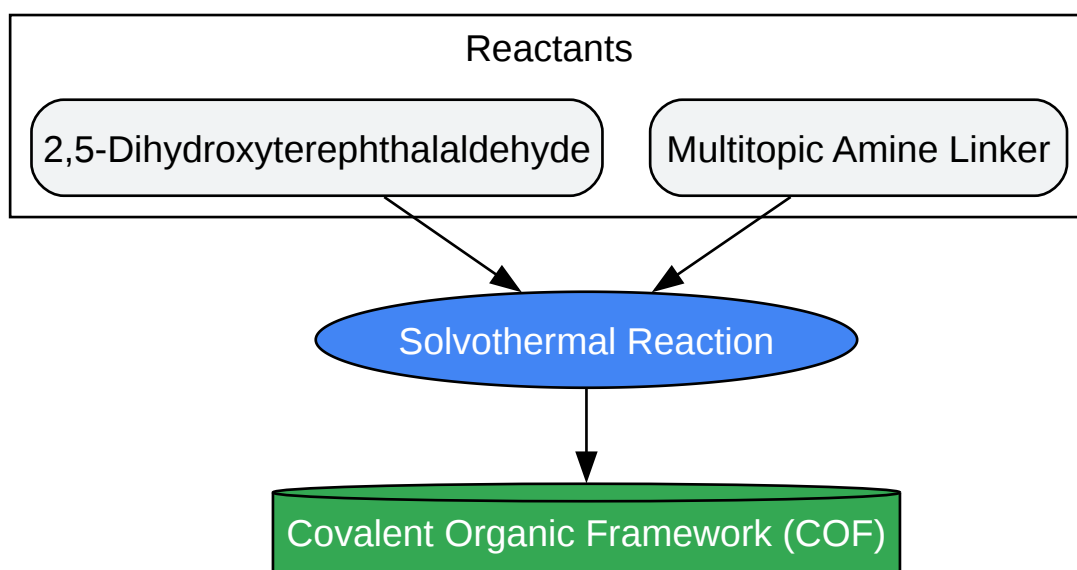 Reactants
2,5-Dihydroxyterephthalaldehyde
Multitopic Amine Linker
Solvothermal Reaction
Covalent Organic Framework (COF)